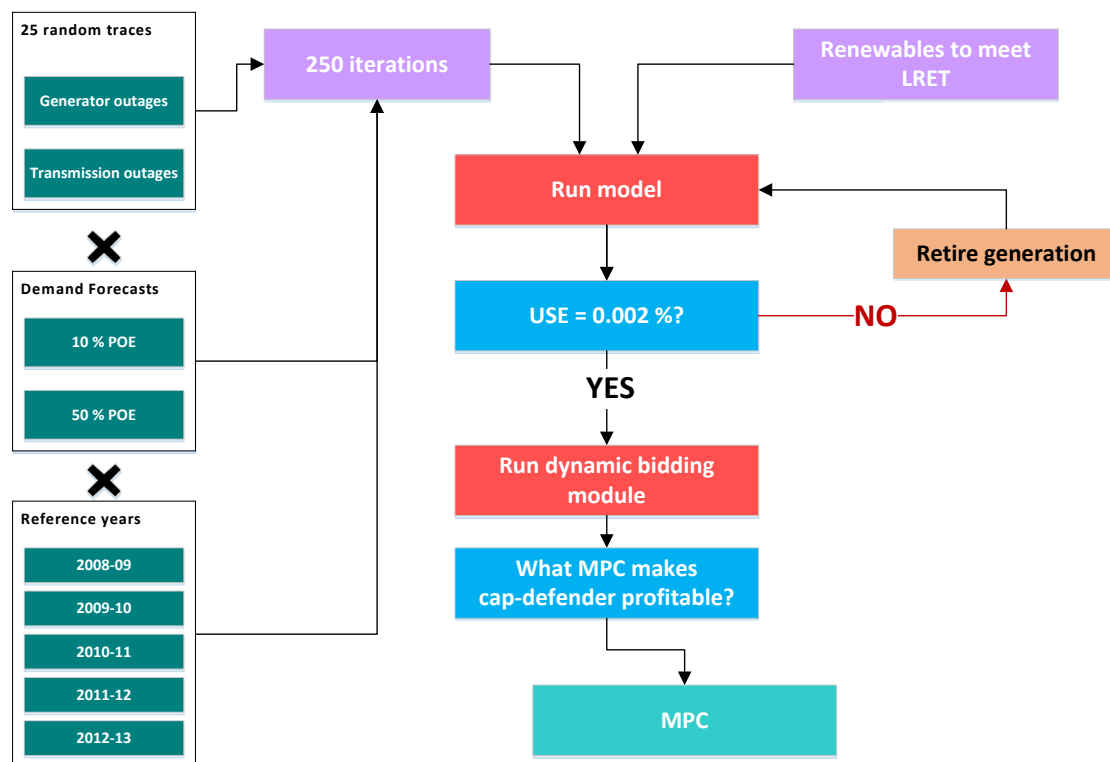 25 random traces
Generator outages
Transmission outages
Demand Forecasts
10 % POE
50 % POE
Reference years
2008-09
2009-10
2010-11
2011-12
2012-13
250 iterations
Renewables to meet
LRET
Run model
Retire generation
USE = 0.002 %?
NO
YES
Run dynamic bidding
module
What MPC makes
cap-defender profitable?
MPC